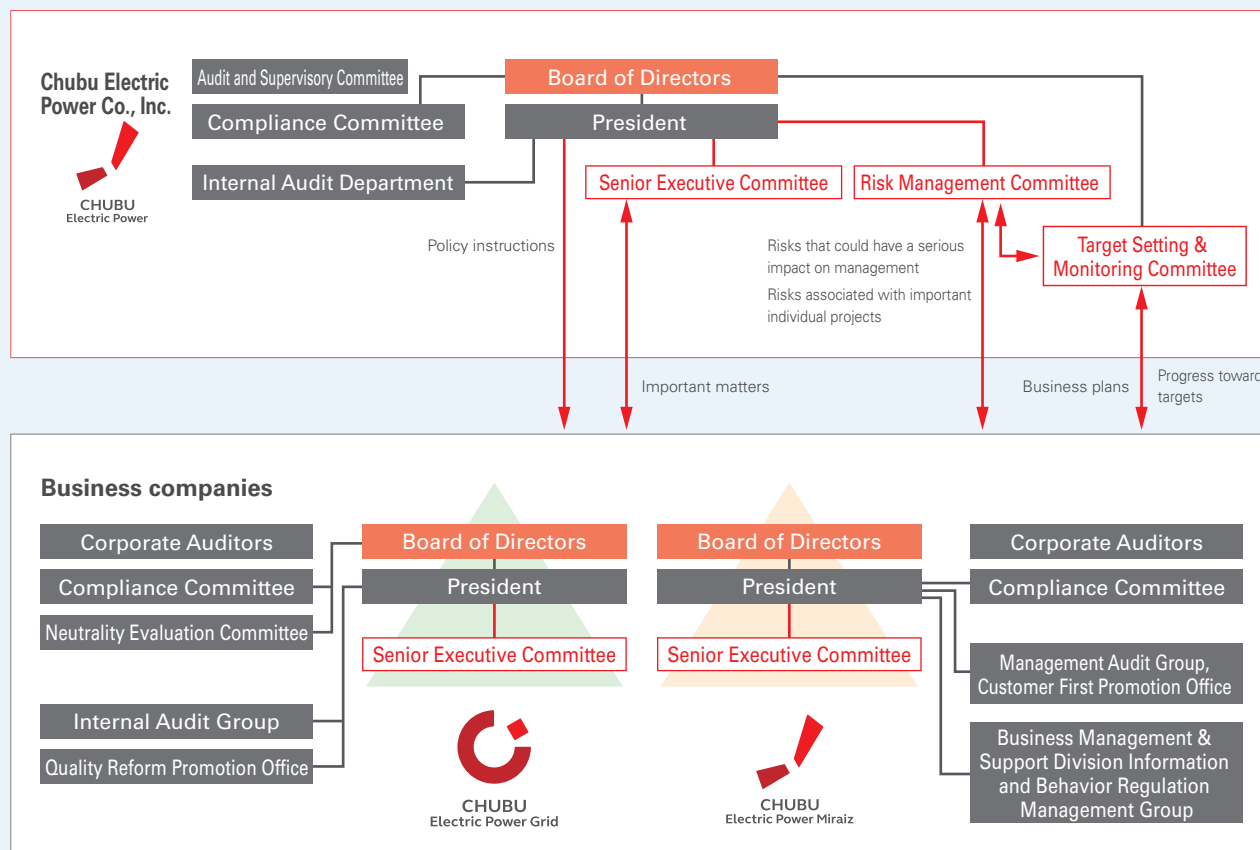 Chubu Electric
Power Co., Inc.
CHUBU
Electric Power
Audit and Supervisory Committee
Compliance Committee
Internal Audit Department
Board of Directors
President
Senior Executive Committee
Risk Management Committee
Target Setting &
Monitoring Committee
Policy instructions
Risks that could have a serious
impact on management
Risks associated with important
individual projects
Important matters
Business plans
Progress toward
targets
Business companies
Corporate Auditors
Compliance Committee
Neutrality Evaluation Committee
Internal Audit Group
Quality Reform Promotion Office
Board of Directors
President
Senior Executive Committee
CHUBU
Electric Power Grid
Board of Directors
President
Senior Executive Committee
CHUBU
Electric Power Miraiz
Corporate Auditors
Compliance Committee
Management Audit Group,
Customer First Promotion Office
Business Management &
Support Division Information
and Behavior Regulation
Management Group